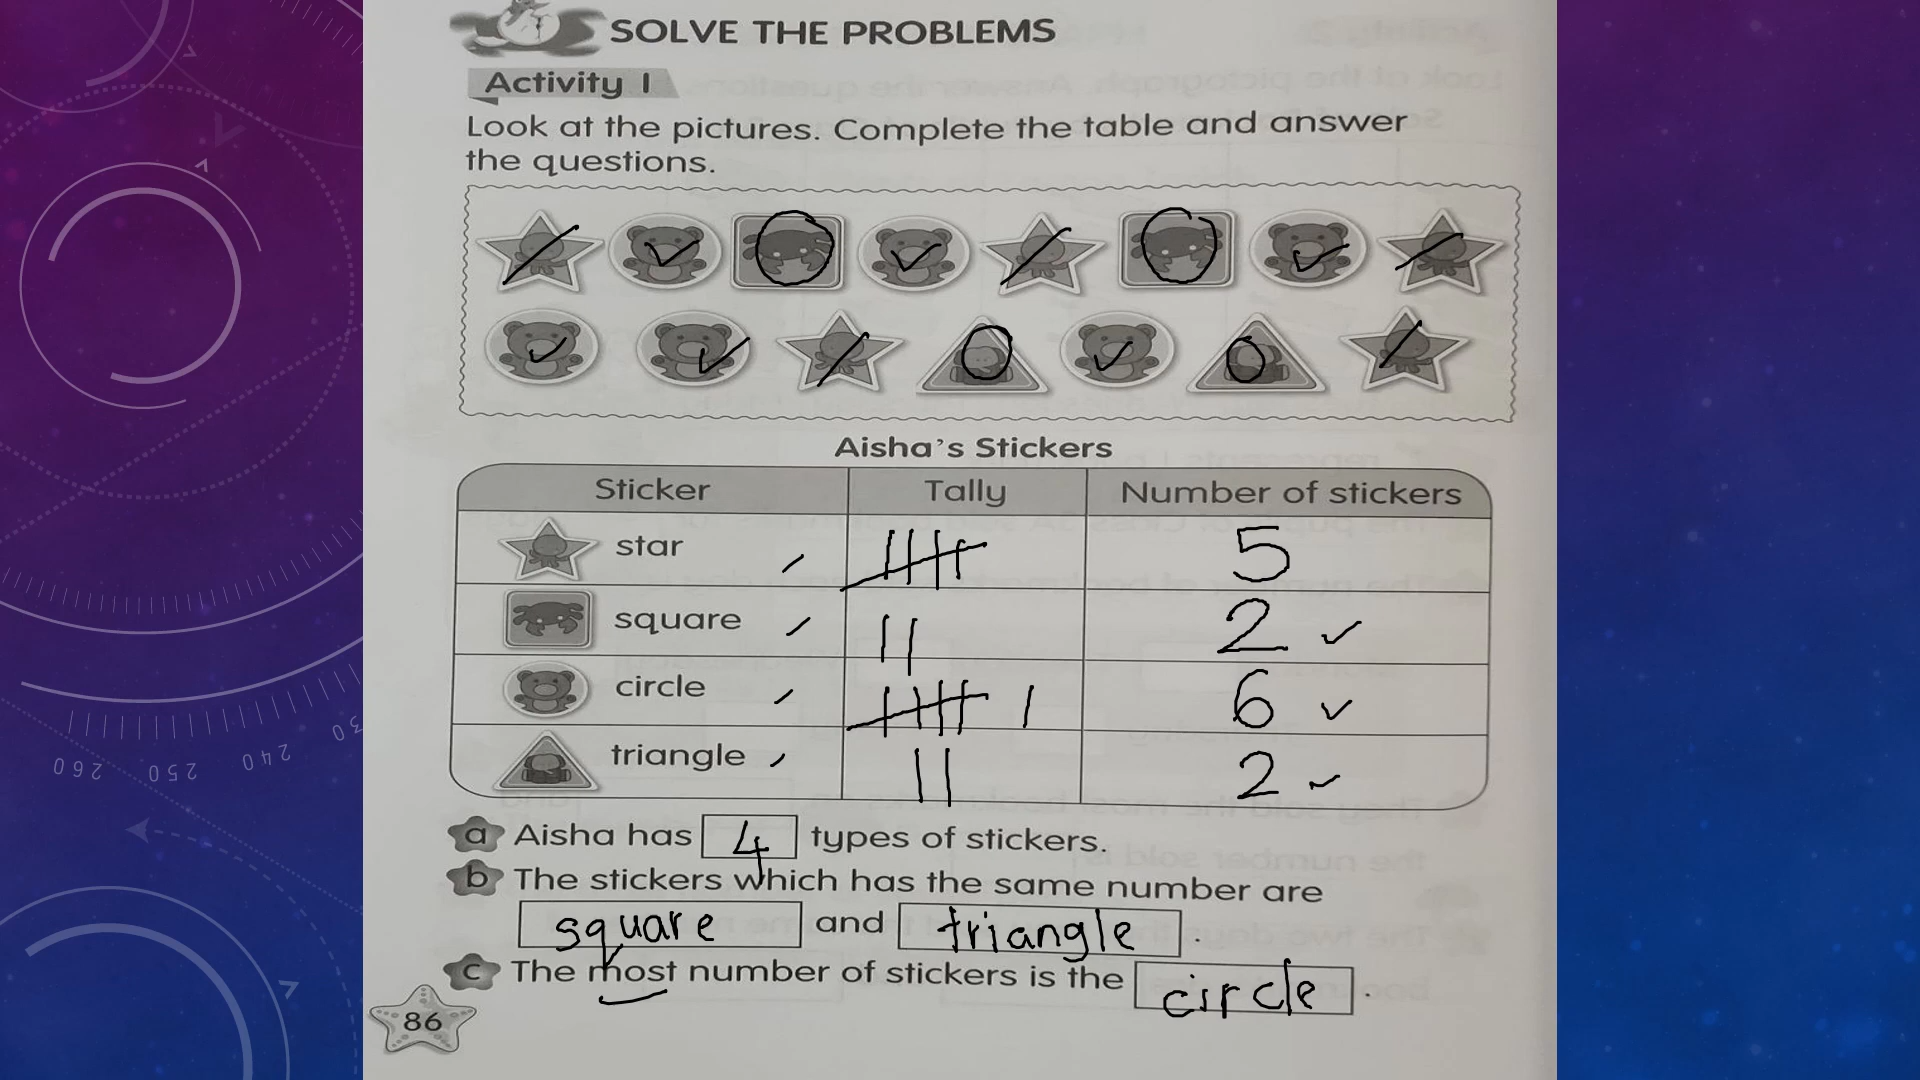 SOLVE THE PROBLEMS
Activity 1
Look at the pictures. Complete the table and answer
the questions.
Aisha's Stickers
Sticker Tally Number of stickers
star 5
square 2
circle 6
triangle 2
a Aisha has 4 types of stickers.
b The stickers which has the same number are
square and triangle.
c The most number of stickers is the circle.
86
260 250 240